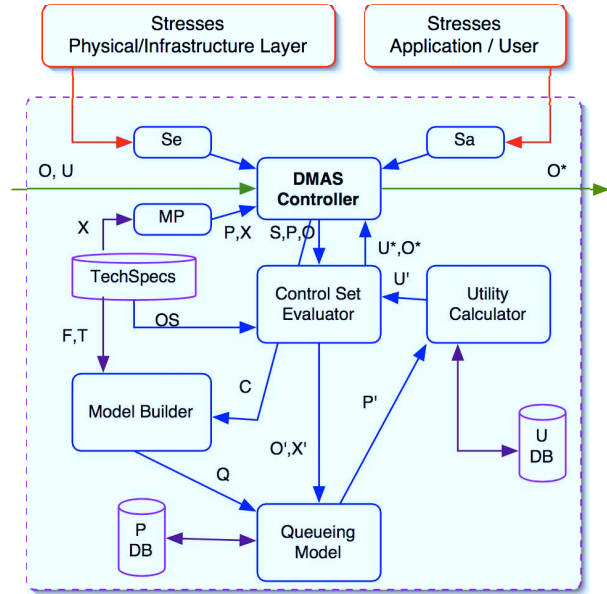 Stresses
Physical/Infrastructure Layer
Stresses
Application / User
Se
Sa
O, U
DMAS
Controller
O*
X
MP
P,X
S,P,O
U*,O*
TechSpecs
Control Set
Evaluator
U'
Utility
Calculator
OS
F,T
Model Builder
C
P'
O',X'
U
DB
Q
P
DB
Queueing
Model